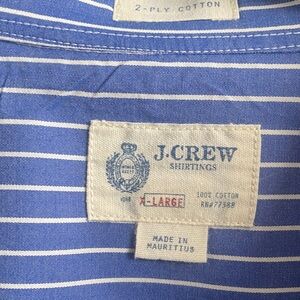 2-PLY COTTON
J.CREW
SHIRTINGS
X-LARGE
100% COTTON
RN#77388
MADE IN
MAURITIUS